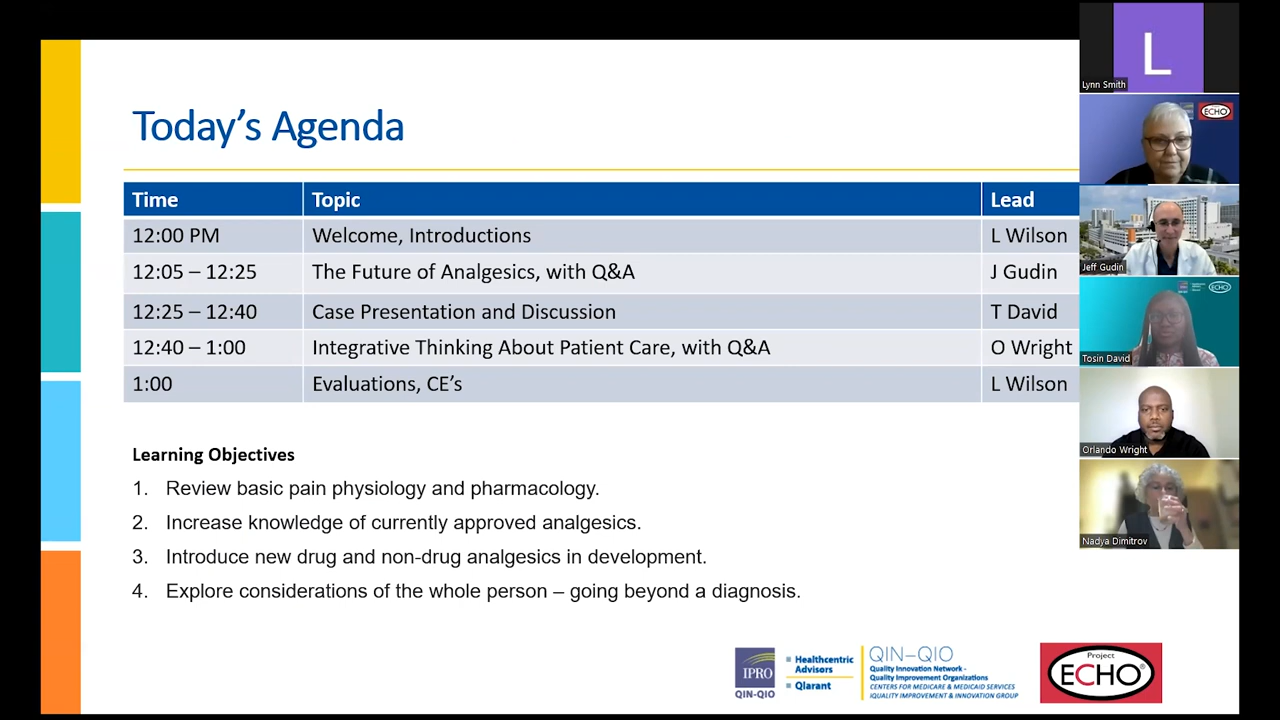 Today's Agenda
Time Topic Lead
12:00 PM Welcome, Introductions L Wilson
12:05 – 12:25 The Future of Analgesics, with Q&A J Gudin
12:25 – 12:40 Case Presentation and Discussion T David
12:40 – 1:00 Integrative Thinking About Patient Care, with Q&A O Wright
1:00 Evaluations, CE's L Wilson
Learning Objectives
1. Review basic pain physiology and pharmacology.
2. Increase knowledge of currently approved analgesics.
3. Introduce new drug and non-drug analgesics in development.
4. Explore considerations of the whole person – going beyond a diagnosis.
IPRO
QIN-QIO
Healthcentric
Advisors
Qlarant
QIN–QIO
Quality Innovation Network -
Quality Improvement Organizations
CENTERS FOR MEDICARE & MEDICAID SERVICES
iQUALITY IMPROVEMENT & INNOVATION GROUP
Project
ECHO®
L
Lynn Smith
ECHO
Jeff Gudin
ECHO
Tosin David
Orlando Wright
Nadya Dimitrov